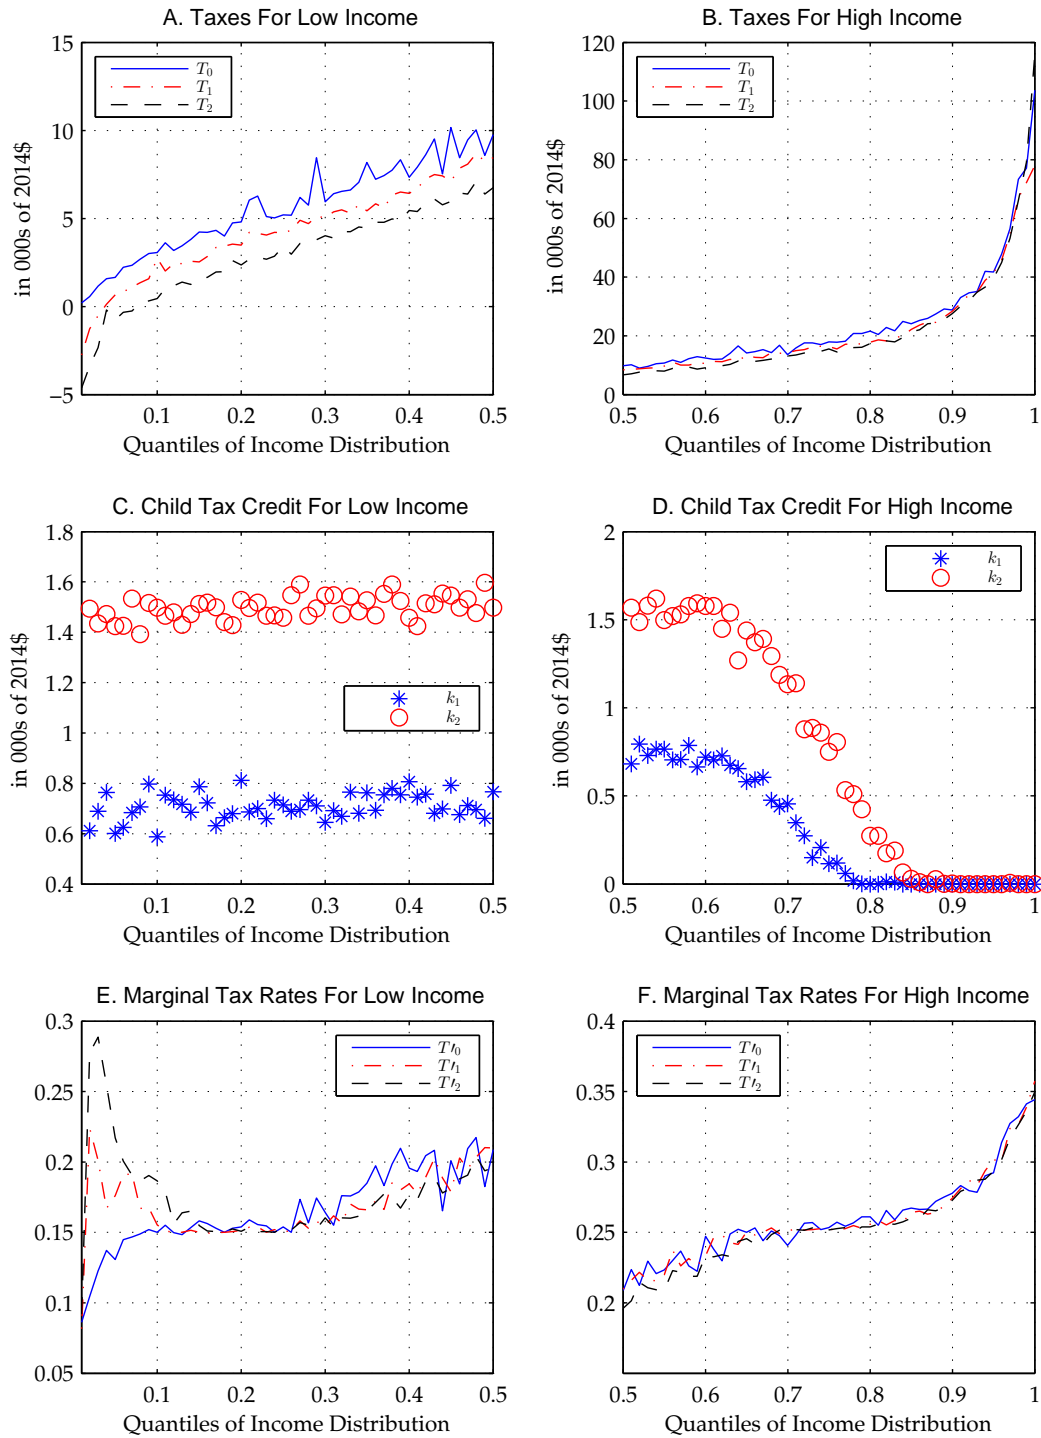 A. Taxes For Low Income
15
10
5
0
−5
in 000s of 2014$
T0
T1
T2
0.1 0.2 0.3 0.4 0.5
Quantiles of Income Distribution
B. Taxes For High Income
120
100
80
60
40
20
0
in 000s of 2014$
T0
T1
T2
0.5 0.6 0.7 0.8 0.9 1
Quantiles of Income Distribution
C. Child Tax Credit For Low Income
1.8
1.6
1.4
1.2
1
0.8
0.6
0.4
in 000s of 2014$
k1
k2
0.1 0.2 0.3 0.4 0.5
Quantiles of Income Distribution
D. Child Tax Credit For High Income
2
1.5
1
0.5
0
in 000s of 2014$
k1
k2
0.5 0.6 0.7 0.8 0.9 1
Quantiles of Income Distribution
E. Marginal Tax Rates For Low Income
0.3
0.25
0.2
0.15
0.1
0.05
T′0
T′1
T′2
0.1 0.2 0.3 0.4 0.5
Quantiles of Income Distribution
F. Marginal Tax Rates For High Income
0.4
0.35
0.3
0.25
0.2
T′0
T′1
T′2
0.5 0.6 0.7 0.8 0.9 1
Quantiles of Income Distribution